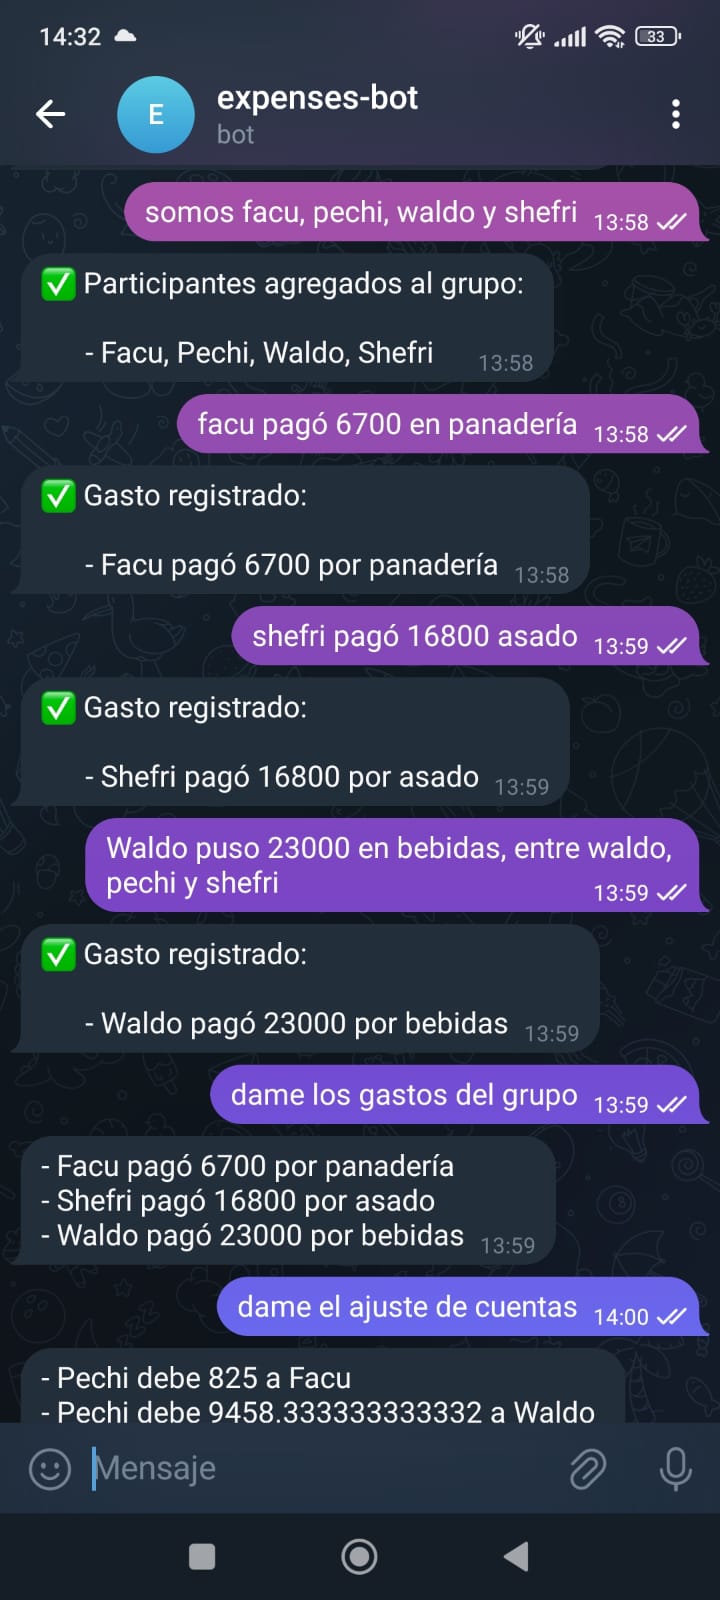 14:32
33
E
expenses-bot
bot
somos facu, pechi, waldo y shefri 13:58
✅ Participantes agregados al grupo:
- Facu, Pechi, Waldo, Shefri 13:58
facu pagó 6700 en panadería 13:58
✅ Gasto registrado:
- Facu pagó 6700 por panadería 13:58
shefri pagó 16800 asado 13:59
✅ Gasto registrado:
- Shefri pagó 16800 por asado 13:59
Waldo puso 23000 en bebidas, entre waldo,
pechi y shefri 13:59
✅ Gasto registrado:
- Waldo pagó 23000 por bebidas 13:59
dame los gastos del grupo 13:59
- Facu pagó 6700 por panadería
- Shefri pagó 16800 por asado
- Waldo pagó 23000 por bebidas 13:59
dame el ajuste de cuentas 14:00
- Pechi debe 825 a Facu
- Pechi debe 9458.333333333332 a Waldo
Mensaje